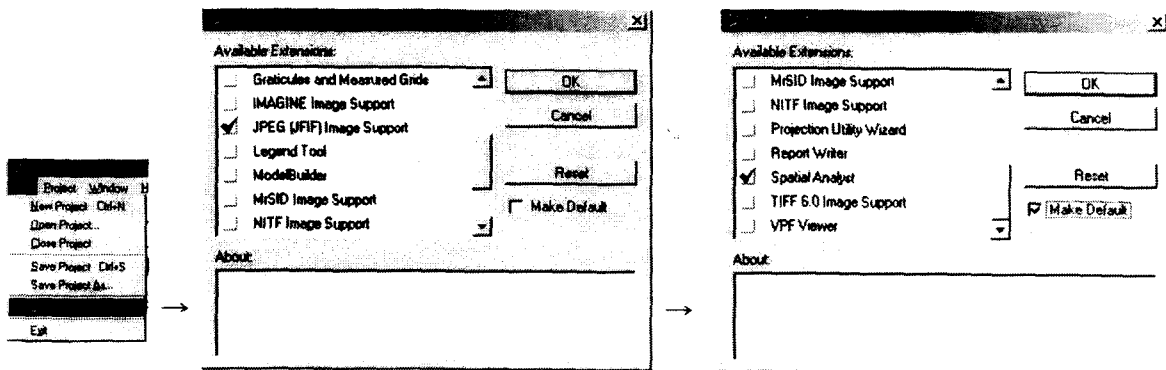 Project Window H
New Project Ctrl+N
Open Project...
Close Project
Save Project Ctrl+S
Save Project As...
Exit
→
Available Extensions:
Graticules and Measured Grids
IMAGINE Image Support
JPEG (JFIF) Image Support
Legend Tool
ModelBuilder
MrSID Image Support
NITF Image Support
OK
Cancel
Reset
Make Default
About:
→
Available Extensions:
MrSID Image Support
NITF Image Support
Projection Utility Wizard
Report Writer
Spatial Analyst
TIFF 6.0 Image Support
VPF Viewer
OK
Cancel
Reset
Make Default
About: